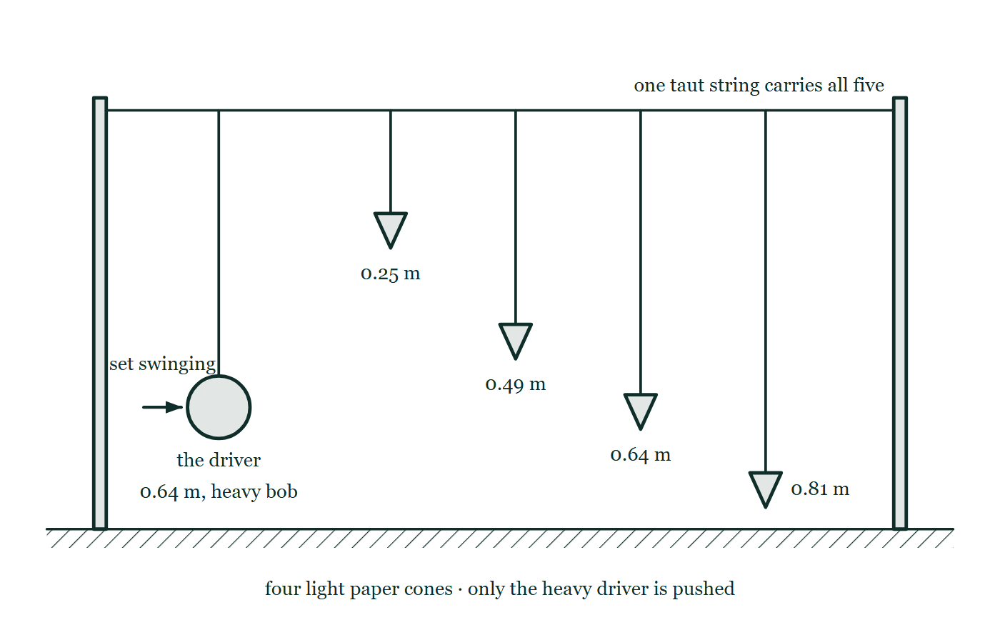 one taut string carries all five
0.25 m
set swinging
0.49 m
the driver
0.64 m
0.64 m, heavy bob
0.81 m
four light paper cones · only the heavy driver is pushed